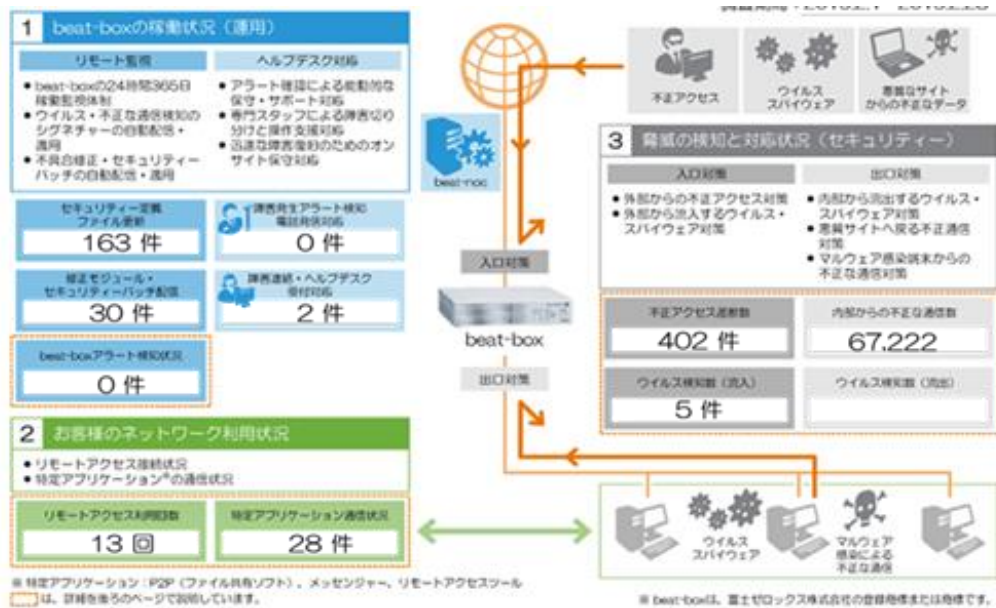 1 beat-boxの稼働状況（運用）
リモート監視
● beat-boxの24時間365日
稼働監視体制
● ウイルス・不正な通信検知の
シグネチャーの自動配信・
適用
● 不具合修正・セキュリティー
パッチの自動配信・適用
ヘルプデスク対応
● アラート確認による能動的な
保守・サポート対応
● 専門スタッフによる障害切り
分けと操作支援対応
● 迅速な障害復旧のためのオン
サイト保守対応
セキュリティー定義
ファイル更新
163 件
障害発生アラート検知
電話発信対応
0 件
修正モジュール・
セキュリティーパッチ配信
30 件
障害連絡・ヘルプデスク
受付対応
2 件
beat-boxアラート検知状況
0 件
2 お客様のネットワーク利用状況
● リモートアクセス接続状況
● 特定アプリケーション※の通信状況
リモートアクセス利用回数
13 回
特定アプリケーション通信状況
28 件
※ 特定アプリケーション：P2P（ファイル共有ソフト）、メッセンジャー、リモートアクセスツール
は、詳細を後ろのページで説明しています。
beat-noc
入口対策
beat-box
出口対策
不正アクセス
ウイルス
スパイウェア
悪質なサイト
からの不正なデータ
3 脅威の検知と対応状況（セキュリティー）
入口対策
● 外部からの不正アクセス対策
● 外部から流入するウイルス・
スパイウェア対策
出口対策
● 内部から流出するウイルス・
スパイウェア対策
● 悪質サイトへ戻る不正通信
対策
● マルウェア感染端末からの
不正な通信対策
不正アクセス遮断数
402 件
内部からの不正な通信数
67,222
ウイルス検知数（流入）
5 件
ウイルス検知数（流出）
ウイルス
スパイウェア
マルウェア
感染による
不正な通信
※ beat-boxは、富士ゼロックス株式会社の登録商標または商標です。